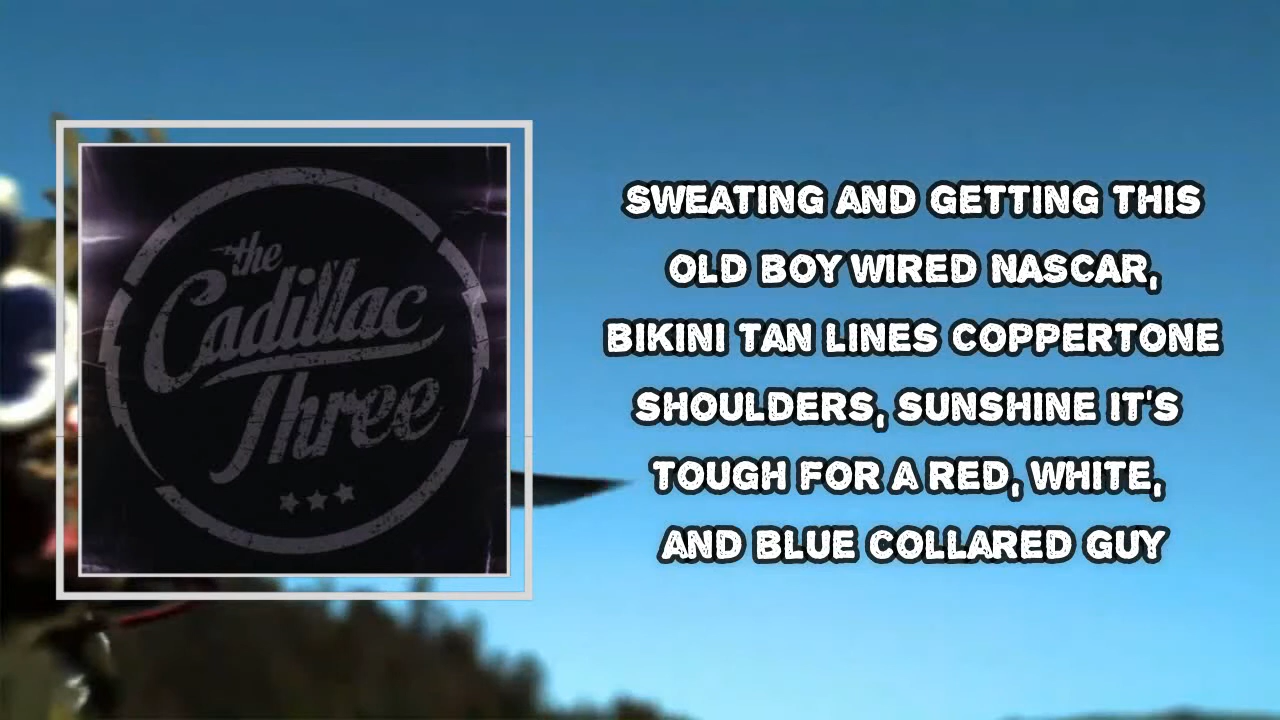 the
Cadillac
Three
SWEATING AND GETTING THIS
OLD BOY WIRED NASCAR,
BIKINI TAN LINES COPPERTONE
SHOULDERS, SUNSHINE IT'S
TOUGH FOR A RED, WHITE,
AND BLUE COLLARED GUY